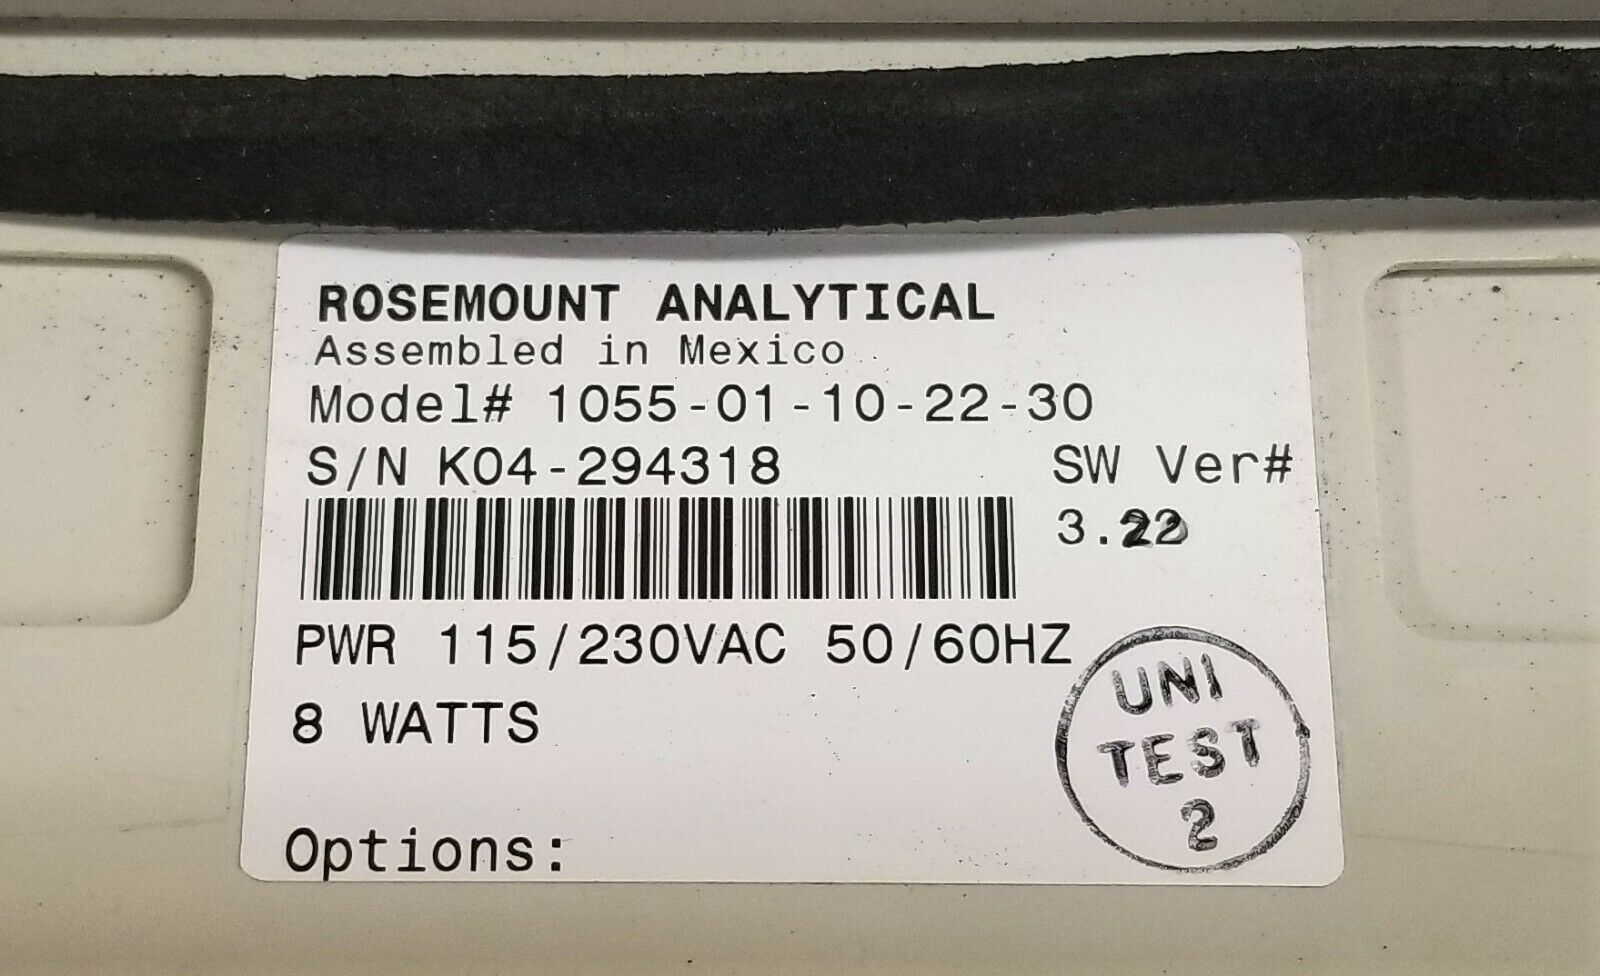 ROSEMOUNT ANALYTICAL
Assembled in Mexico
Model# 1055-01-10-22-30
S/N K04-294318
SW Ver#
3.22
PWR 115/230VAC 50/60HZ
8 WATTS
UNI
TEST
2
Options: